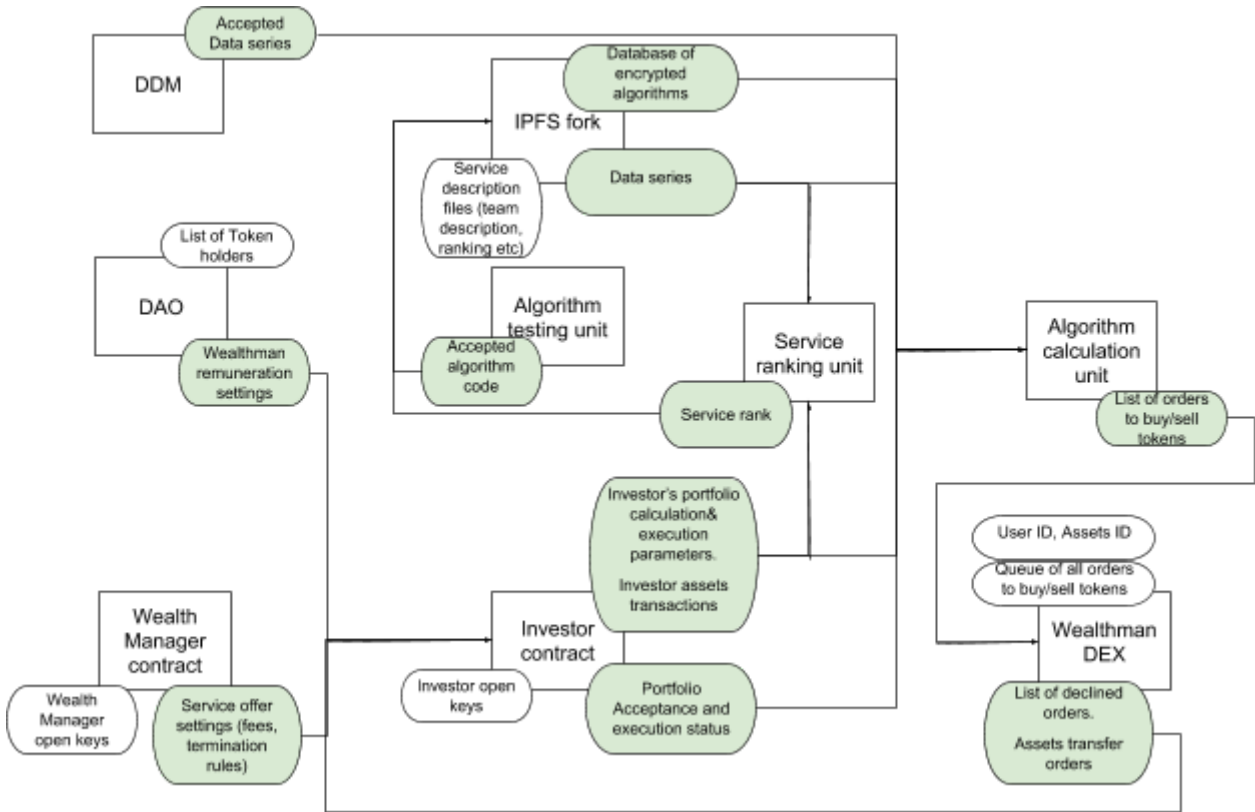 Accepted
Data series
DDM
Database of
encrypted
algorithms
IPFS fork
Service
description
files (team
description,
ranking etc)
Data series
List of Token
holders
DAO
Wealthman
remuneration
settings
Algorithm
testing unit
Accepted
algorithm
code
Service
ranking unit
Service rank
Algorithm
calculation
unit
List of orders
to buy/sell
tokens
Investor's portfolio
calculation&
execution
parameters.
Investor assets
transactions
User ID, Assets ID
Queue of all orders
to buy/sell tokens
Wealthman
DEX
List of declined
orders.
Assets transfer
orders
Wealth
Manager
contract
Wealth
Manager
open keys
Service offer
settings (fees,
termination
rules)
Investor
contract
Investor open
keys
Portfolio
Acceptance and
execution status